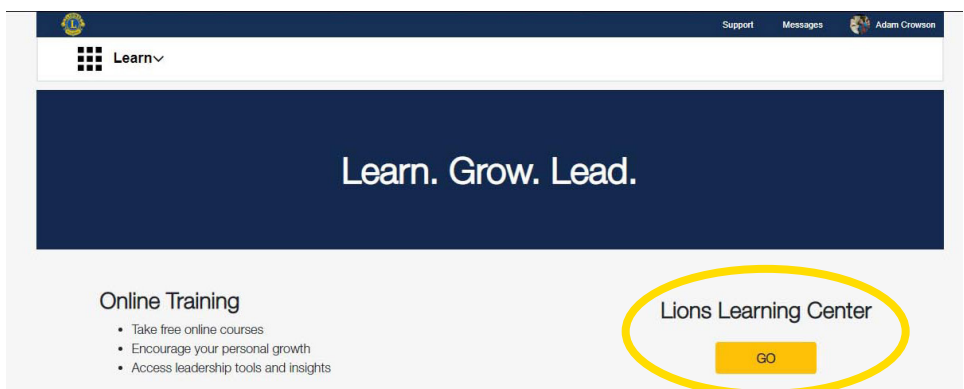 Support Messages Adam Crowson
Learn
Learn. Grow. Lead.
Online Training
• Take free online courses
• Encourage your personal growth
• Access leadership tools and insights
Lions Learning Center
GO